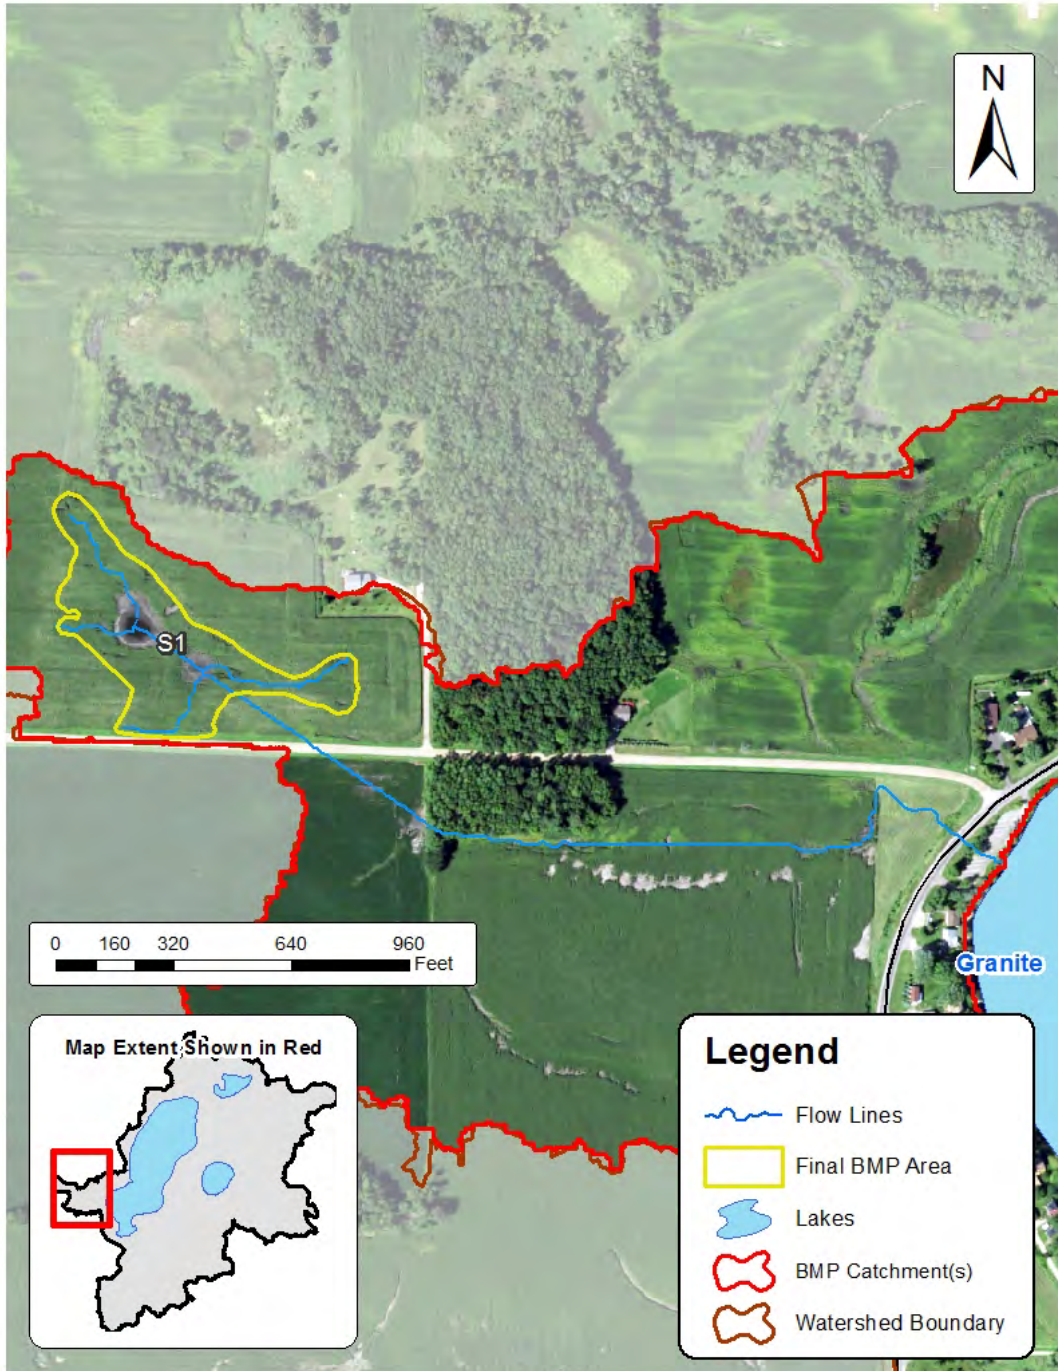 N
S1
0 160 320 640 960
Feet
Granite
Map Extent Shown in Red
Legend
Flow Lines
Final BMP Area
Lakes
BMP Catchment(s)
Watershed Boundary